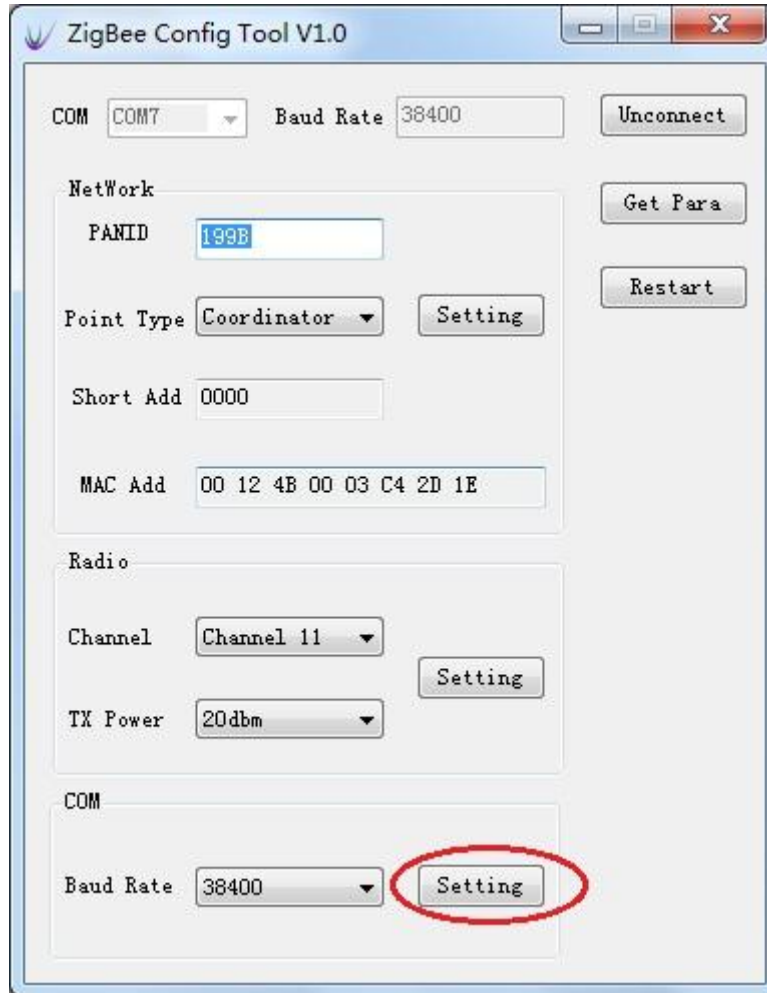 ZigBee Config Tool V1.0
COM COM7 Baud Rate 38400 Unconnect
NetWork
Get Para
PANID 199B
Restart
Point Type Coordinator Setting
Short Add 0000
MAC Add 00 12 4B 00 03 C4 2D 1E
Radio
Channel Channel 11
Setting
TX Power 20dbm
COM
Baud Rate 38400 Setting